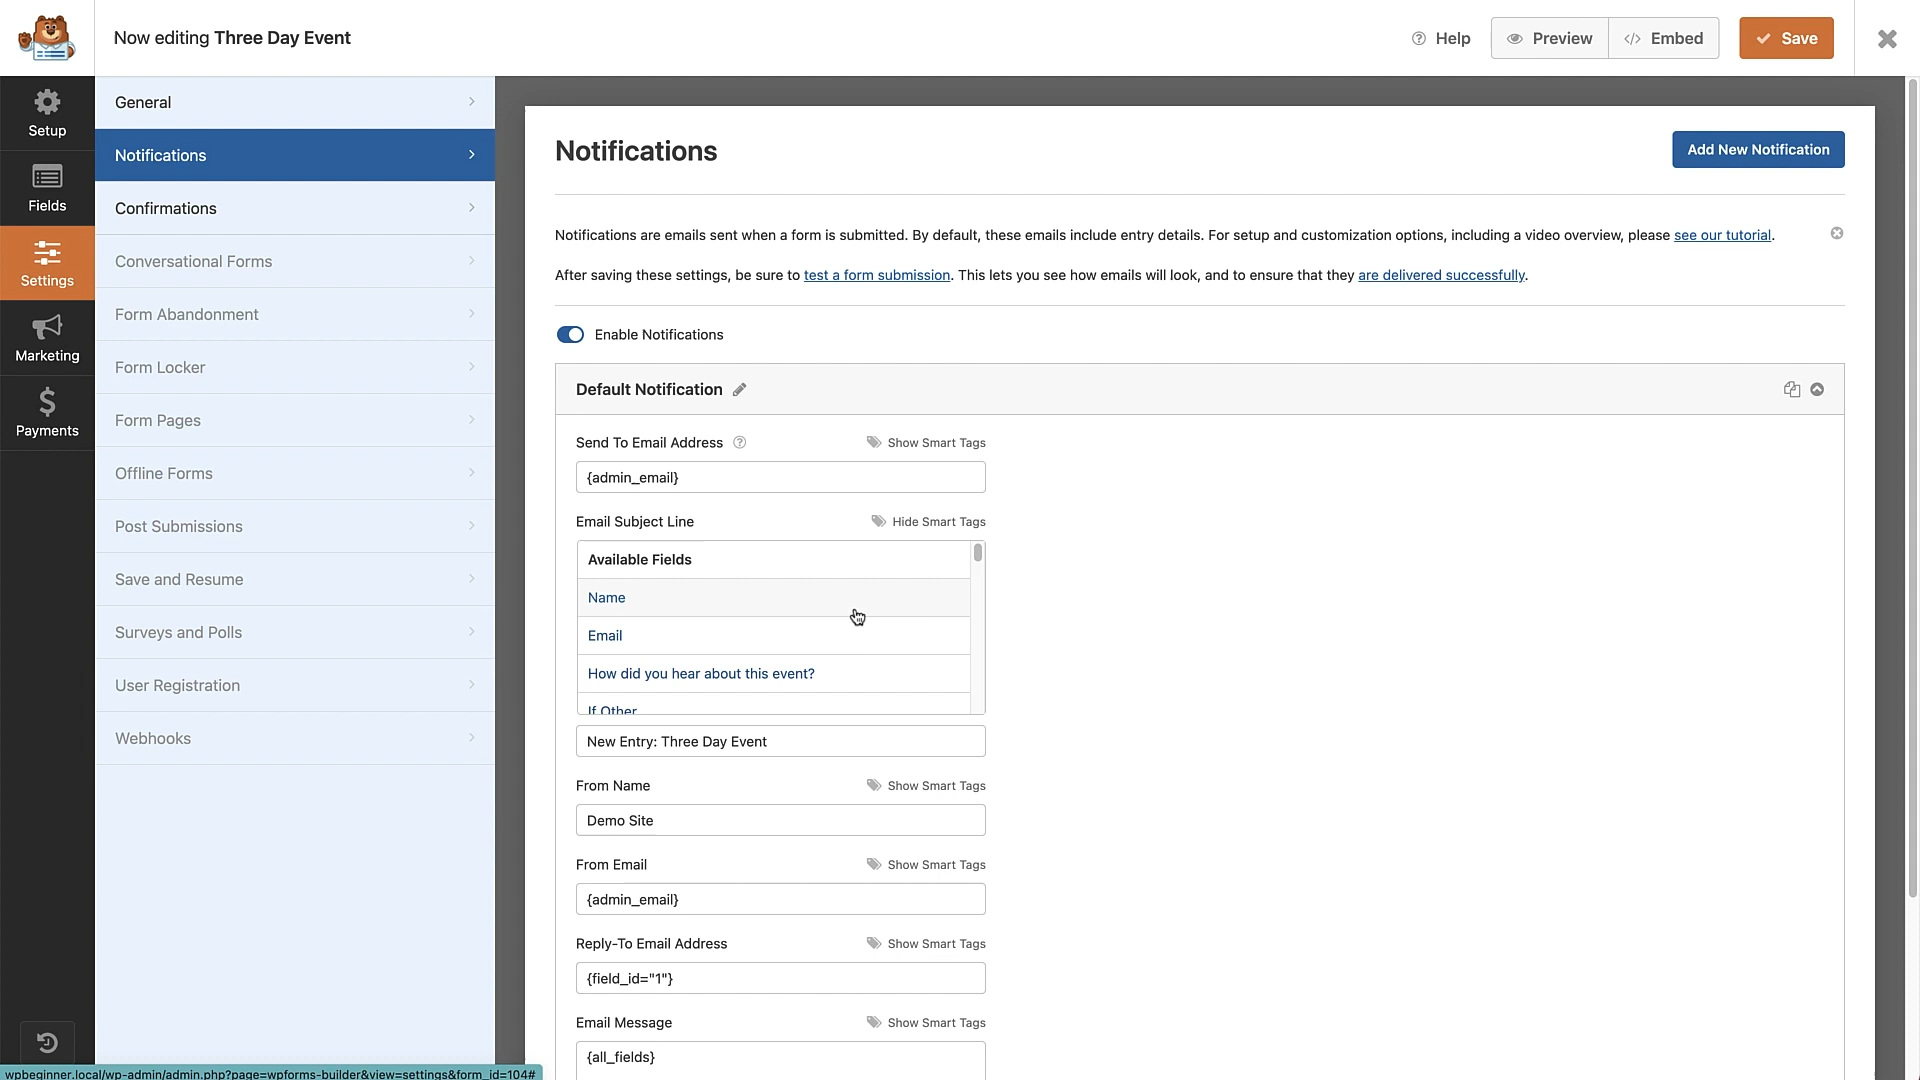 Now editing Three Day Event
Help
Preview
Embed
Save
Setup
Fields
Settings
Marketing
Payments
General
Notifications
Confirmations
Conversational Forms
Form Abandonment
Form Locker
Form Pages
Offline Forms
Post Submissions
Save and Resume
Surveys and Polls
User Registration
Webhooks
Notifications
Add New Notification
Notifications are emails sent when a form is submitted. By default, these emails include entry details. For setup and customization options, including a video overview, please see our tutorial.
After saving these settings, be sure to test a form submission. This lets you see how emails will look, and to ensure that they are delivered successfully.
Enable Notifications
Default Notification
Send To Email Address
Show Smart Tags
{admin_email}
Email Subject Line
Hide Smart Tags
Available Fields
Name
Email
How did you hear about this event?
If Other
New Entry: Three Day Event
From Name
Show Smart Tags
Demo Site
From Email
Show Smart Tags
{admin_email}
Reply-To Email Address
Show Smart Tags
{field_id="1"}
Email Message
Show Smart Tags
{all_fields}
wpbeginner.local/wp-admin/admin.php?page=wpforms-builder&view=settings&form_id=104#